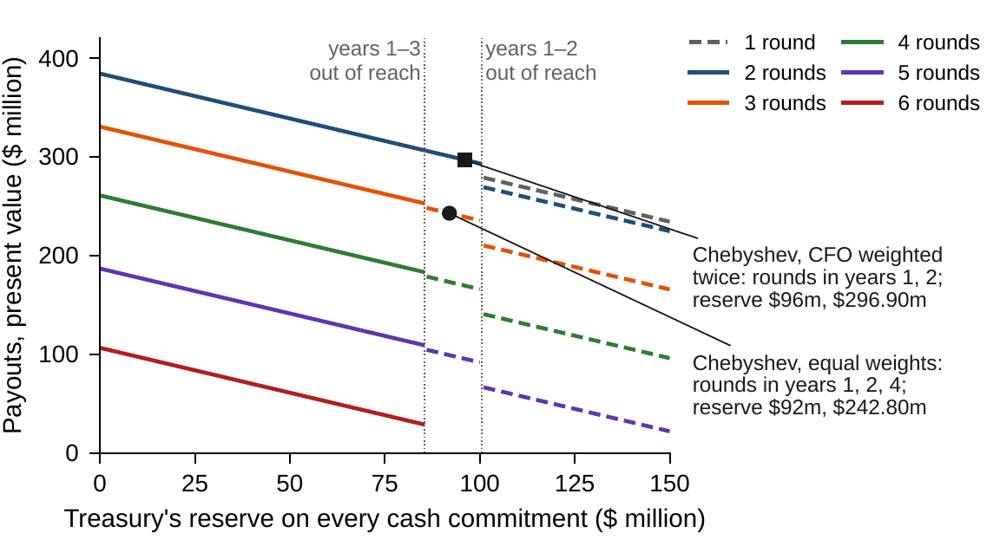 years 1–3
out of reach
years 1–2
out of reach
1 round
2 rounds
3 rounds
4 rounds
5 rounds
6 rounds
Payouts, present value ($ million)
400
300
200
100
0
Chebyshev, CFO weighted
twice: rounds in years 1, 2;
reserve $96m, $296.90m
Chebyshev, equal weights:
rounds in years 1, 2, 4;
reserve $92m, $242.80m
0
25
50
75
100
125
150
Treasury's reserve on every cash commitment ($ million)